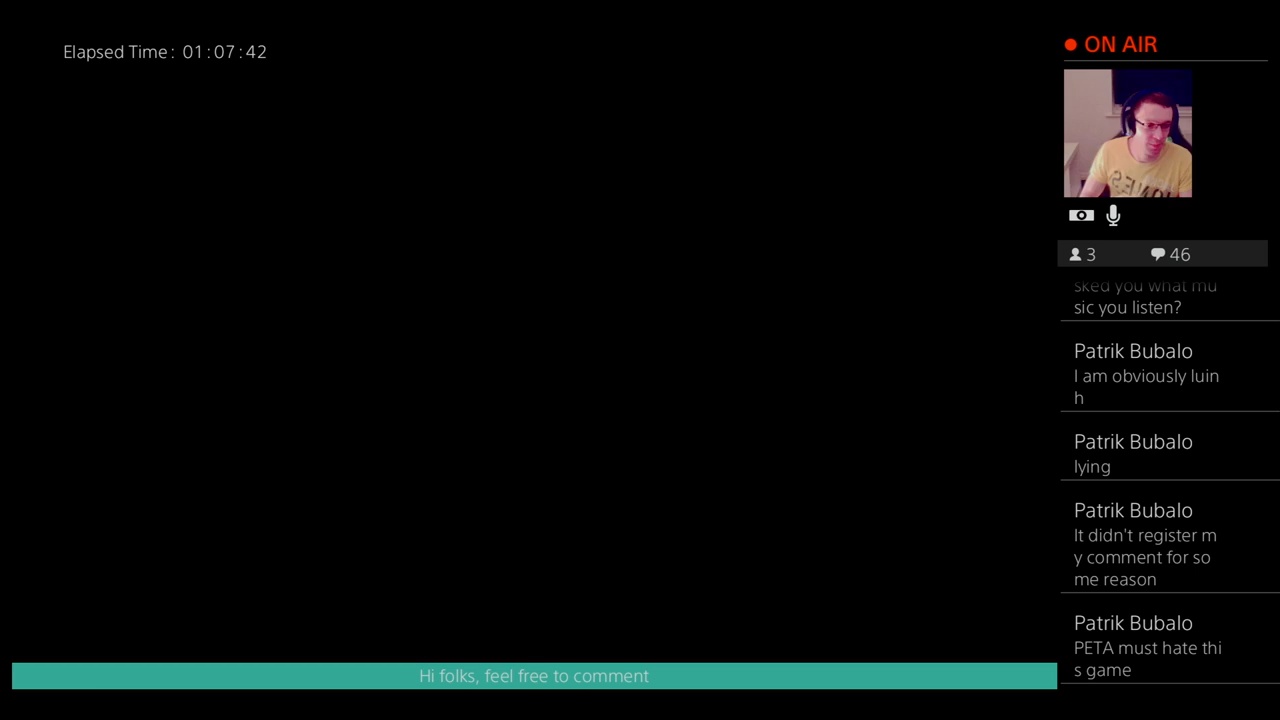 Elapsed Time: 01:07:42
ON AIR
3 46
sked you what mu
sic you listen?
Patrik Bubalo
I am obviously luin
h
Patrik Bubalo
lying
Patrik Bubalo
It didn't register m
y comment for so
me reason
Patrik Bubalo
PETA must hate thi
s game
Hi folks, feel free to comment